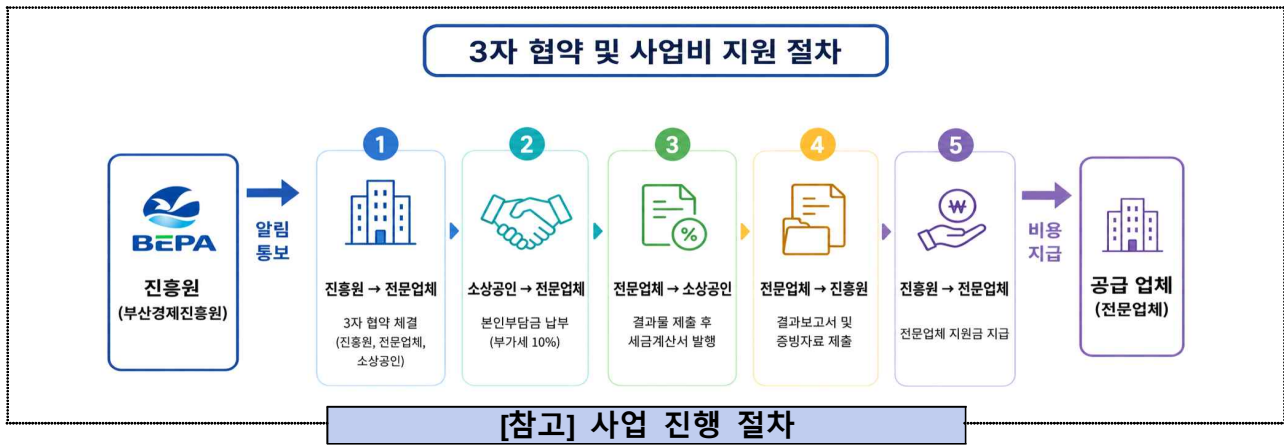 3자 협약 및 사업비 지원 절차
BEPA
진흥원
(부산경제진흥원)
알림
통보
1
진흥원 → 전문업체
3자 협약 체결
(진흥원, 전문업체,
소상공인)
2
소상공인 → 전문업체
본인부담금 납부
(부가세 10%)
3
%
전문업체 → 소상공인
결과물 제출 후
세금계산서 발행
4
전문업체 → 진흥원
결과보고서 및
증빙자료 제출
5
₩
진흥원 → 전문업체
전문업체 지원금 지급
비용
지급
공급 업체
(전문업체)
[참고] 사업 진행 절차